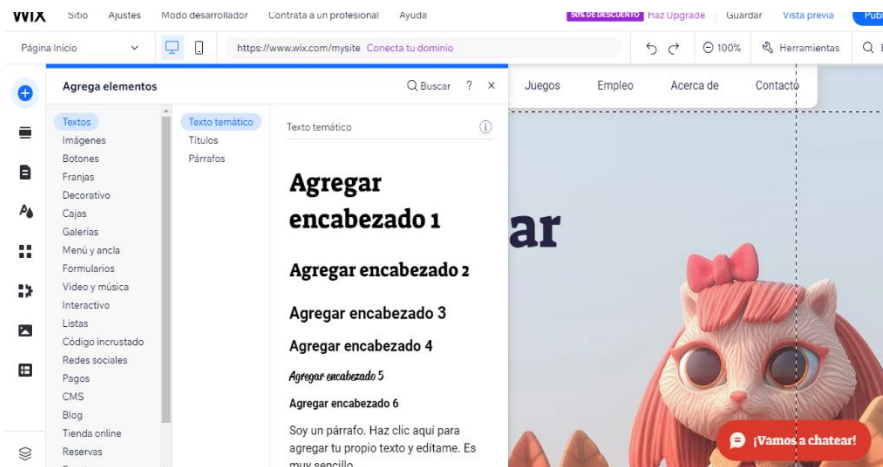 WIX Sitio Ajustes Modo desarrollador Contrata a un profesional Ayuda 50% DE DESCUENTO Haz Upgrade Guardar Vista previa Publ
Página Inicio https://www.wix.com/mysite Conecta tu dominio 100% Herramientas
Agrega elementos Buscar ? ×
Juegos Empleo Acerca de Contacto
Textos
Imágenes
Botones
Franjas
Decorativo
Cajas
Galerías
Menú y ancla
Formularios
Video y música
Interactivo
Listas
Código incrustado
Redes sociales
Pagos
CMS
Blog
Tienda online
Reservas
Texto temático
Títulos
Párrafos
Texto temático
Agregar
encabezado 1
Agregar encabezado 2
Agregar encabezado 3
Agregar encabezado 4
Agregar encabezado 5
Agregar encabezado 6
Soy un párrafo. Haz clic aquí para
agregar tu propio texto y edítame. Es
muy sencillo
ar
¡Vamos a chatear!